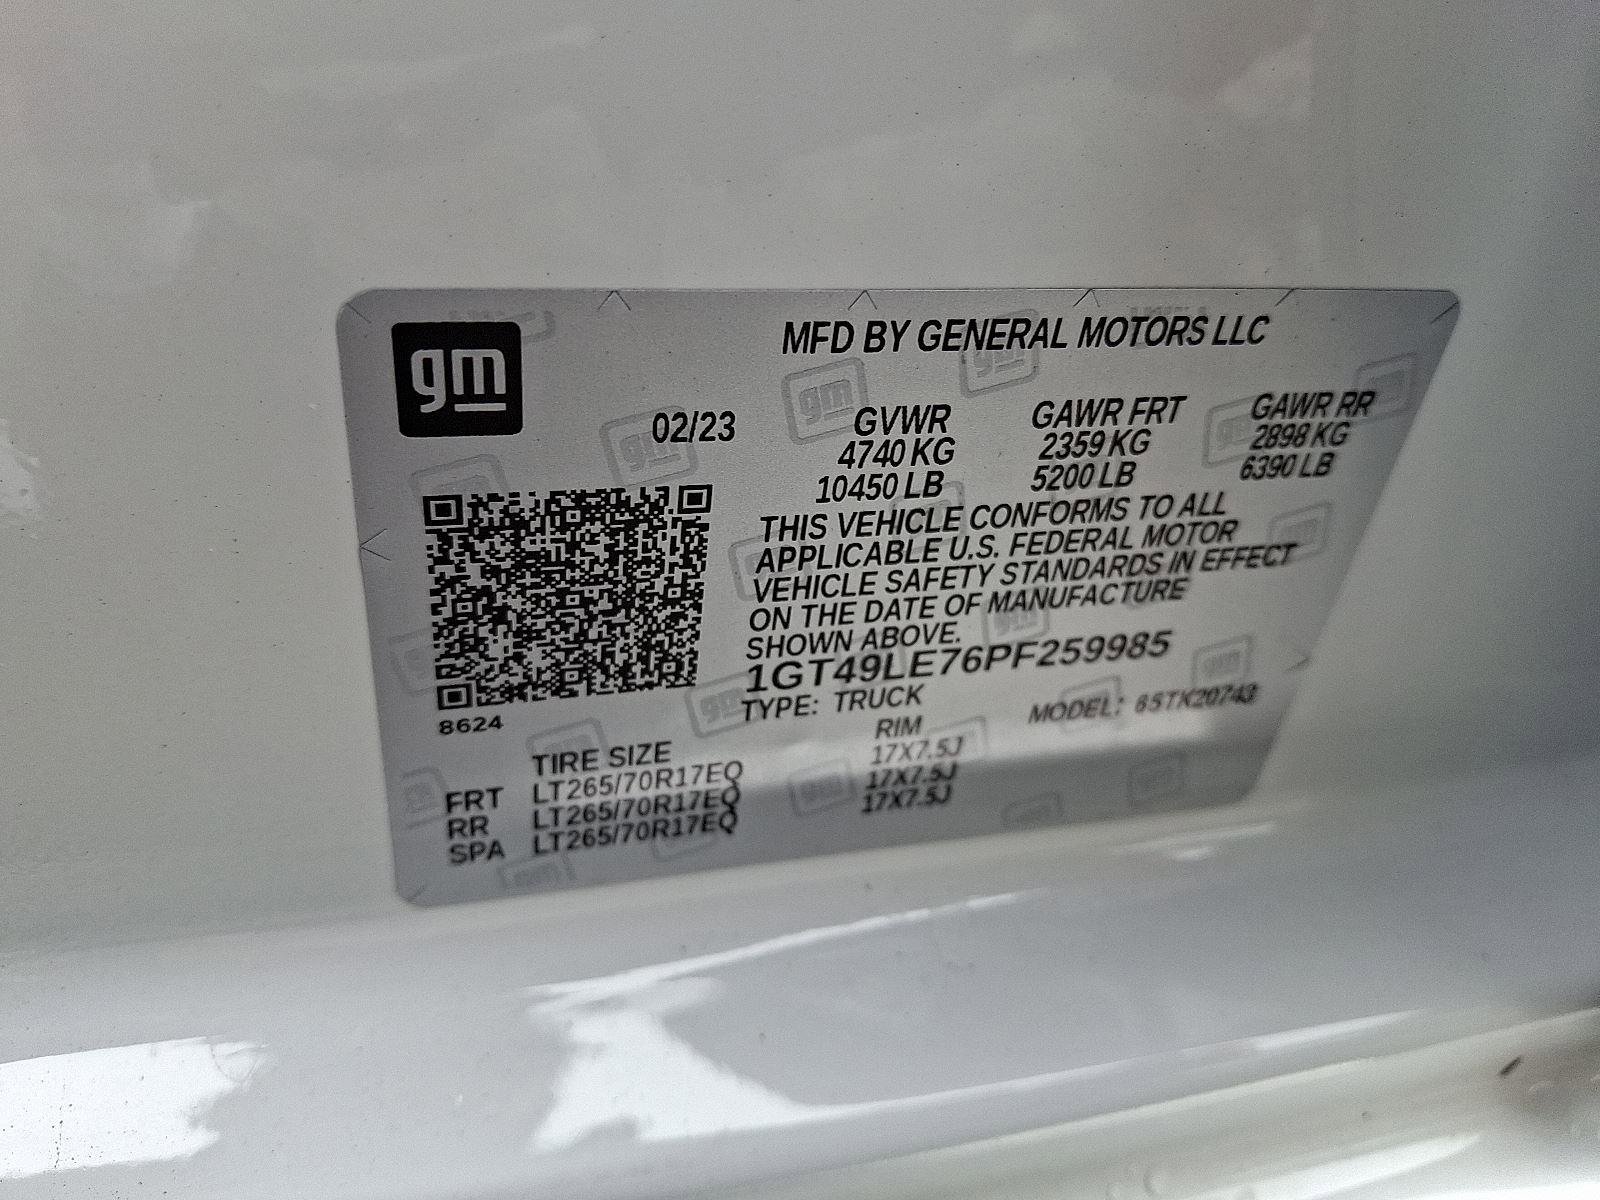 gm
MFD BY GENERAL MOTORS LLC
02/23 GVWR GAWR FRT GAWR RR
4740 KG 2359 KG 2898 KG
10450 LB 5200 LB 6390 LB
THIS VEHICLE CONFORMS TO ALL
APPLICABLE U.S. FEDERAL MOTOR
VEHICLE SAFETY STANDARDS IN EFFECT
ON THE DATE OF MANUFACTURE
SHOWN ABOVE.
1GT49LE76PF259985
TYPE: TRUCK MODEL: 65TK20743
8624
TIRE SIZE RIM
FRT LT265/70R17EQ 17X7.5J
RR LT265/70R17EQ 17X7.5J
SPA LT265/70R17EQ 17X7.5J